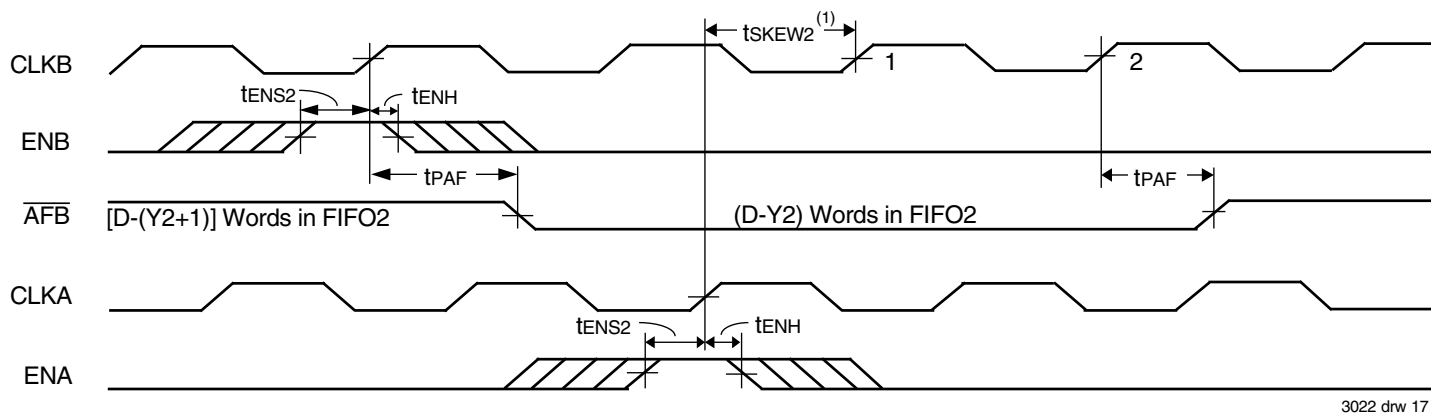 tSKEW2 (1)
CLKB
1
2
tENS2
tENH
ENB
tPAF
tPAF
AFB
[D-(Y2+1)] Words in FIFO2
(D-Y2) Words in FIFO2
CLKA
tENS2
tENH
ENA
3022 drw 17